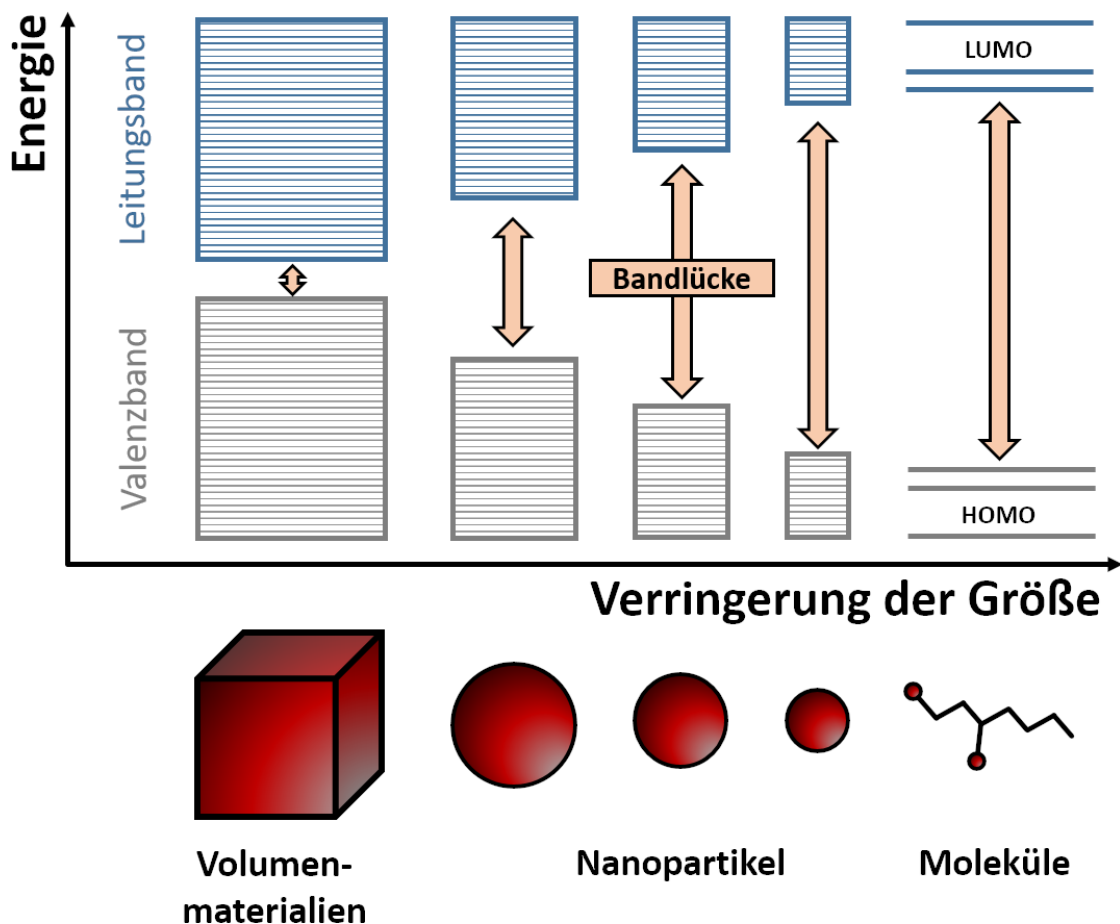 Energie
Leitungsband
Valenzband
LUMO
Bandlücke
HOMO
Verringerung der Größe
Volumen-
materialien
Nanopartikel
Moleküle